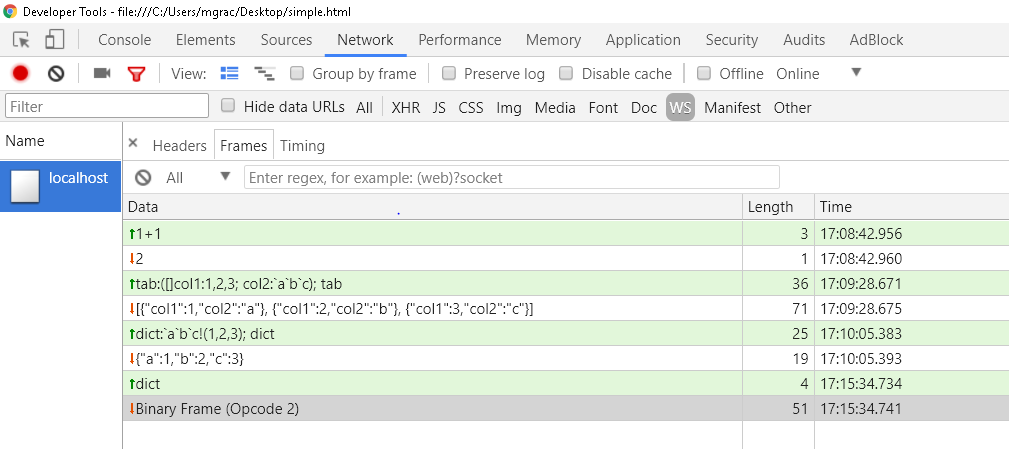 Developer Tools - file:///C:/Users/mgrac/Desktop/simple.html
Console Elements Sources Network Performance Memory Application Security Audits AdBlock
View: Group by frame Preserve log Disable cache Offline Online
Filter Hide data URLs All XHR JS CSS Img Media Font Doc WS Manifest Other
Name Headers Frames Timing
localhost All Enter regex, for example: (web)?socket
Data Length Time
1+1 3 17:08:42.956
2 1 17:08:42.960
tab:([]col1:1,2,3; col2:`a`b`c); tab 36 17:09:28.671
[{"col1":1,"col2":"a"}, {"col1":2,"col2":"b"}, {"col1":3,"col2":"c"}] 71 17:09:28.675
dict:`a`b`c!(1,2,3); dict 25 17:10:05.383
{"a":1,"b":2,"c":3} 19 17:10:05.393
dict 4 17:15:34.734
Binary Frame (Opcode 2) 51 17:15:34.741